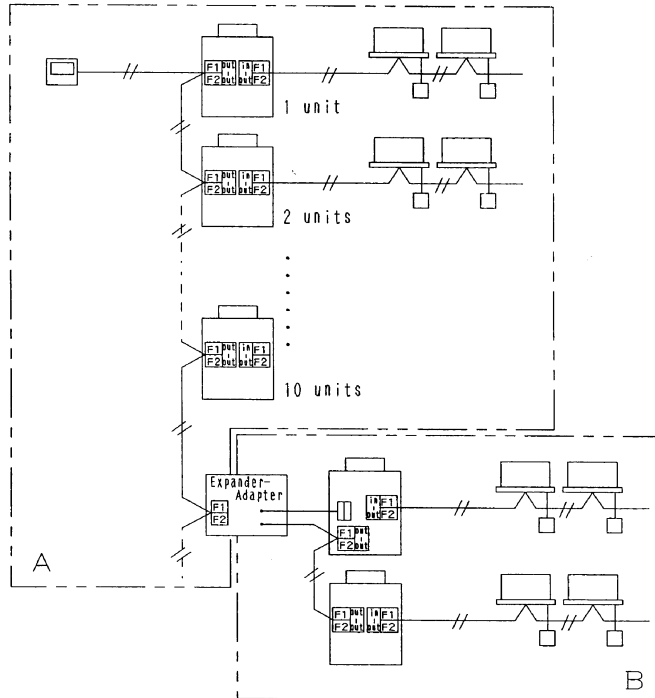 F1 out in F1
F2 out out F2
1 unit
F1 out in F1
F2 out out F2
2 units
F1 out in F1
F2 out out F2
10 units
Expander-
Adapter
F1
F2
in F1
out F2
F1 out
F2 out
A
F1 out in F1
F2 out out F2
B